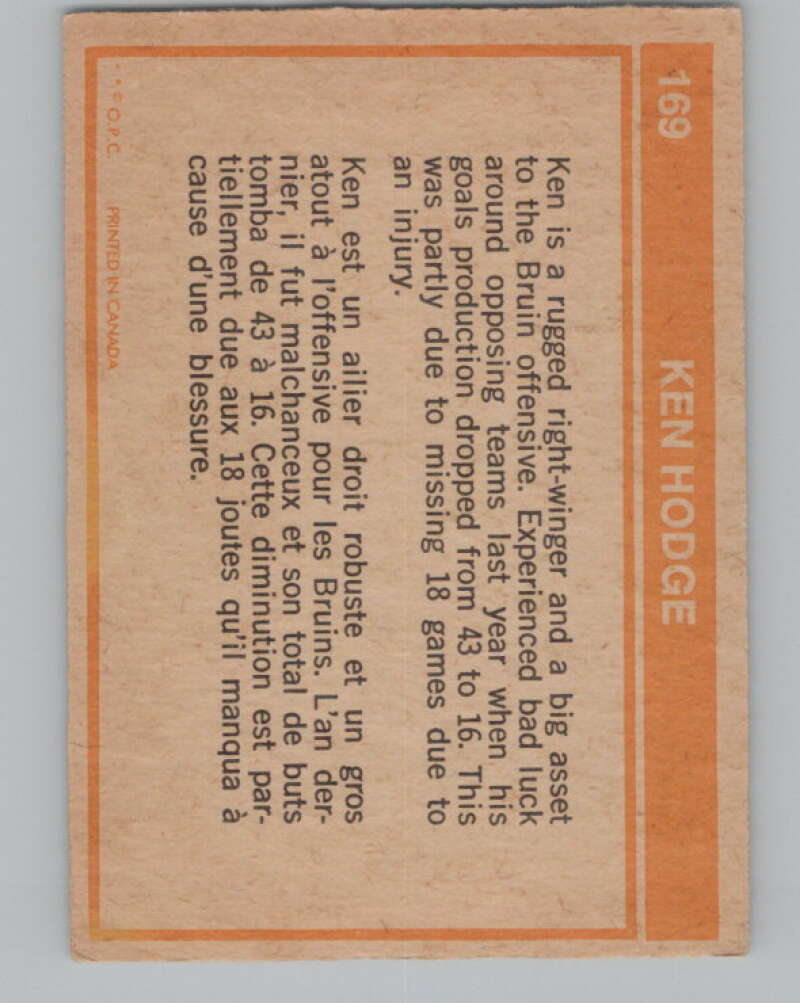 169 KEN HODGE
Ken is a rugged right-winger and a big asset
to the Bruin offensive. Experienced bad luck
around opposing teams last year when his
goals production dropped from 43 to 16. This
was partly due to missing 18 games due to
an injury.
Ken est un ailier droit robuste et un gros
atout à l'offensive pour les Bruins. L'an der-
nier, il fut malchanceux et son total de buts
tomba de 43 à 16. Cette diminution est par-
tiellement due aux 18 joutes qu'il manqua à
cause d'une blessure.
* * © O.P.C. PRINTED IN CANADA